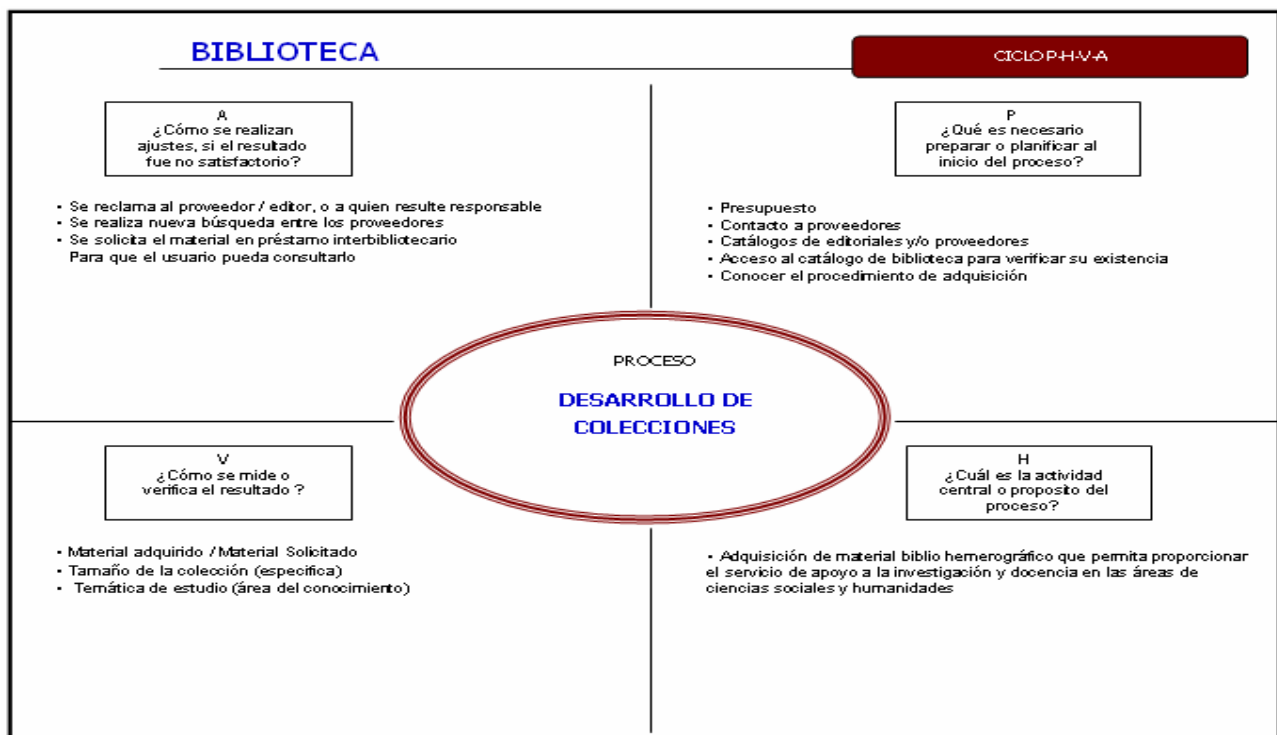 BIBLIOTECA
CICLO P-H-V-A
A
¿Cómo se realizan
ajustes, si el resultado
fue no satisfactorio?
• Se reclama al proveedor / editor, o a quien resulte responsable
• Se realiza nueva búsqueda entre los proveedores
• Se solicita el material en préstamo interbibliotecario
Para que el usuario pueda consultarlo
P
¿Qué es necesario
preparar o planificar al
inicio del proceso?
• Presupuesto
• Contacto a proveedores
• Catálogos de editoriales y/o proveedores
• Acceso al catálogo de biblioteca para verificar su existencia
• Conocer el procedimiento de adquisición
PROCESO
DESARROLLO DE
COLECCIONES
V
¿Cómo se mide o
verifica el resultado ?
• Material adquirido / Material Solicitado
• Tamaño de la colección (especifica)
• Temática de estudio (área del conocimiento)
H
¿Cuál es la actividad
central o proposito del
proceso?
• Adquisición de material biblio hemerográfico que permita proporcionar
el servicio de apoyo a la investigación y docencia en las áreas de
ciencias sociales y humanidades